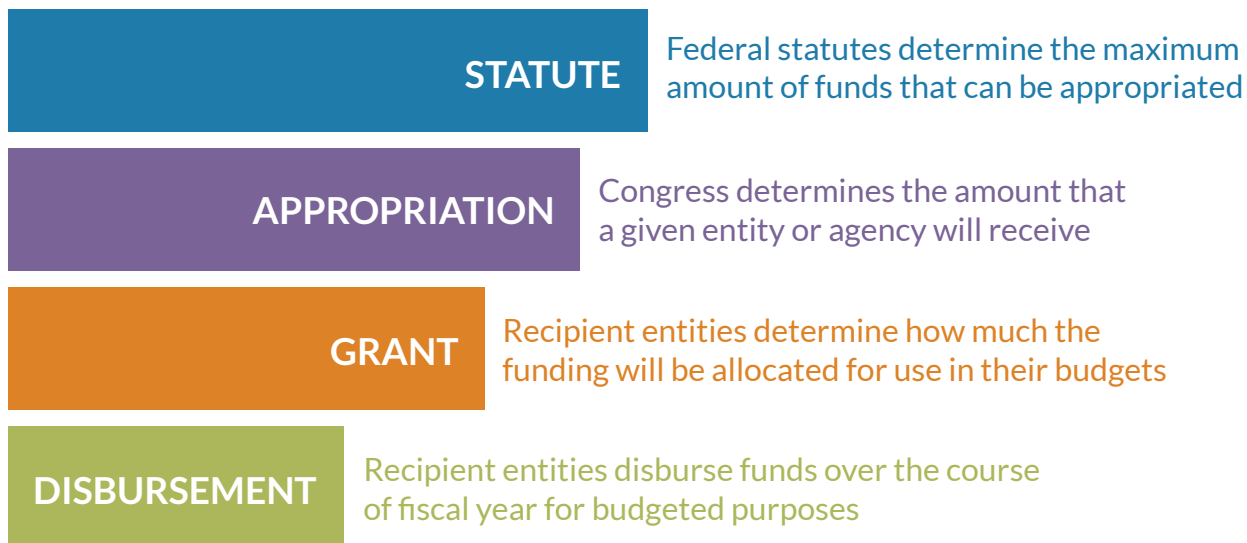 STATUTE
Federal statutes determine the maximum
amount of funds that can be appropriated
APPROPRIATION
Congress determines the amount that
a given entity or agency will receive
GRANT
Recipient entities determine how much the
funding will be allocated for use in their budgets
DISBURSEMENT
Recipient entities disburse funds over the course
of fiscal year for budgeted purposes